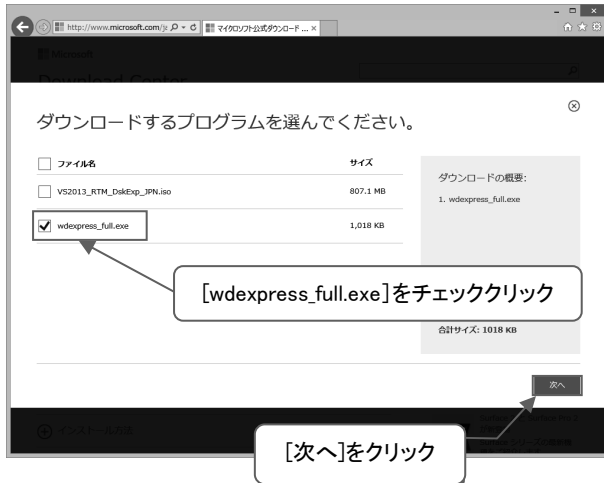 http://www.microsoft.com/ja
マイクロソフト公式ダウンロード ... ×
Microsoft
Download Center
ダウンロードするプログラムを選んでください。
ファイル名
サイズ
ダウンロードの概要:
VS2013_RTM_DskExp_JPN.iso
807.1 MB
1. wdexpress_full.exe
wdexpress_full.exe
1,018 KB
[wdexpress_full.exe]をチェッククリック
合計サイズ: 1018 KB
次へ
インストール方法
[次へ]をクリック